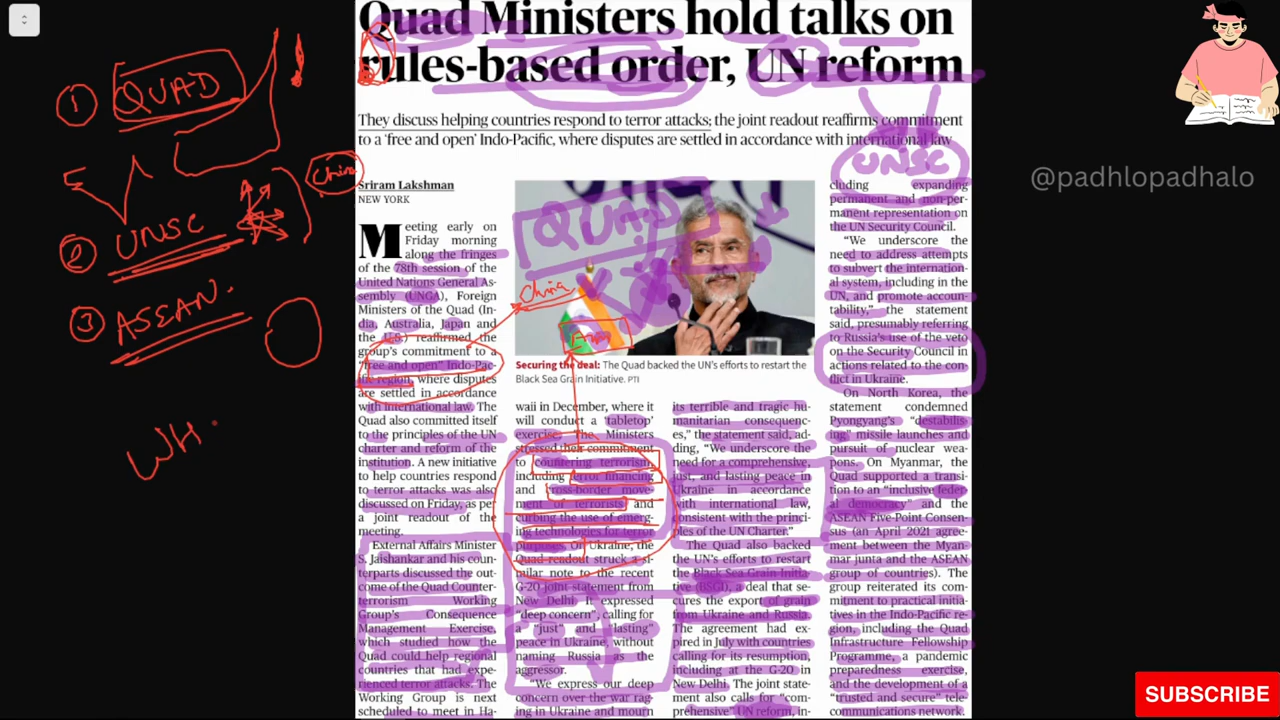 Quad Ministers hold talks on
rules-based order, UN reform
They discuss helping countries respond to terror attacks; the joint readout reaffirms commitment
to a ‘free and open’ Indo-Pacific, where disputes are settled in accordance with international law
Sriram Lakshman
NEW YORK
Meeting early on
Friday morning
along the fringes
of the 78th session of the
United Nations General As-
sembly (UNGA), Foreign
Ministers of the Quad (In-
dia, Australia, Japan and
the U.S.) reaffirmed the
group's commitment to a
“free and open” Indo-Pac-
ific region, where disputes
are settled in accordance
with international law. The
Quad also committed itself
to the principles of the UN
charter and reform of the
institution. A new initiative
to help countries respond
to terror attacks was also
discussed on Friday, as per
a joint readout of the
meeting.
External Affairs Minister
S. Jaishankar and his coun-
terparts discussed the out-
come of the Quad Counter-
terrorism Working
Group's Consequence
Management Exercise,
which studied how the
Quad could help regional
countries that had expe-
rienced terror attacks. The
Working Group is next
scheduled to meet in Ha-
QUAD
China
Securing the deal: The Quad backed the UN's efforts to restart the
Black Sea Grain Initiative. PTI
waii in December, where it
will conduct a ‘tabletop’
exercise. The Ministers
stressed their commitment
to countering terrorism,
including terror financing
and cross-border move-
ment of terrorists and
curbing the use of emerg-
ing technologies for terror
purposes. On Ukraine, the
Quad readout struck a si-
milar note to the recent
G-20 joint statement from
New Delhi. It expressed
“deep concern”, calling for
a “just” and “lasting”
peace in Ukraine, without
naming Russia as the
aggressor.
“We express our deep
concern over the war rag-
ing in Ukraine and mourn
its terrible and tragic hu-
manitarian consequenc-
es,” the statement said, ad-
ding, “We underscore the
need for a comprehensive,
just, and lasting peace in
Ukraine in accordance
with international law,
consistent with the princi-
ples of the UN Charter.”
The Quad also backed
the UN's efforts to restart
the Black Sea Grain Initia-
tive (BSGI), a deal that se-
cures the export of grain
from Ukraine and Russia.
The agreement had ex-
pired in July with countries
calling for its resumption,
including at the G-20 in
New Delhi. The joint state-
ment also calls for “com-
prehensive” UN reform, in-
UNSC
cluding expanding
permanent and non-per-
manent representation on
the UN Security Council.
“We underscore the
need to address attempts
to subvert the internation-
al system, including in the
UN, and promote accoun-
tability,” the statement
said, presumably referring
to Russia's use of the veto
on the Security Council in
actions related to the con-
flict in Ukraine.
On North Korea, the
statement condemned
Pyongyang's “destabilis-
ing” missile launches and
pursuit of nuclear wea-
pons. On Myanmar, the
Quad supported a transi-
tion to an “inclusive feder-
al democracy” and the
ASEAN Five-Point Consen-
sus (an April 2021 agree-
ment between the Myan-
mar junta and the ASEAN
group of countries). The
group reiterated its com-
mitment to practical initia-
tives in the Indo-Pacific re-
gion, including the Quad
Infrastructure Fellowship
Programme, a pandemic
preparedness exercise,
and the development of a
“trusted and secure” tele-
communications network.
① QUAD
China
② UNSC
③ ASEAN.
WH
@padhlopadhalo
SUBSCRIBE